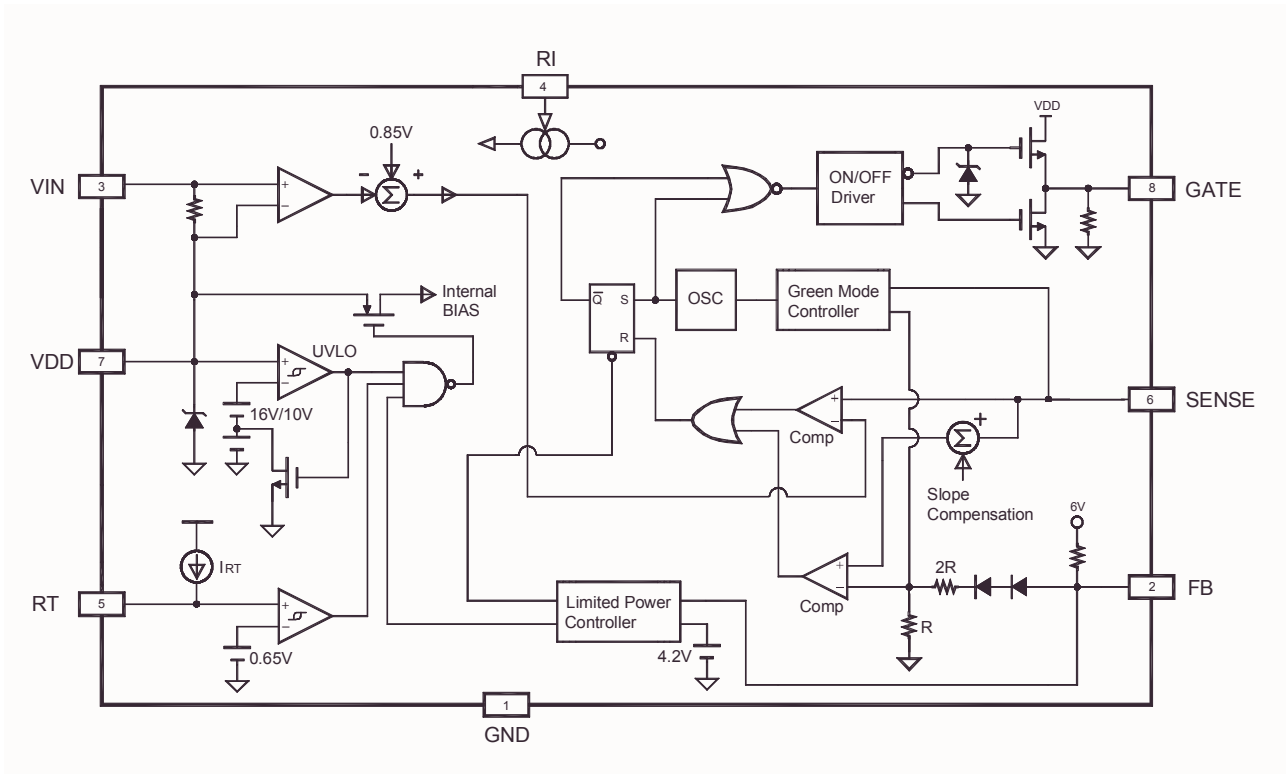 RI
4
0.85V
VDD
VIN
3
+
−
−
Σ
+
ON/OFF
Driver
8
GATE
Internal
BIAS
Q
S
R
OSC
Green Mode
Controller
VDD
7
UVLO
+
−
16V/10V
+
−
Comp
6
SENSE
+
Σ
Slope
Compensation
6V
IRT
RT
5
+
−
0.65V
Limited Power
Controller
4.2V
+
−
Comp
2R
R
2
FB
1
GND